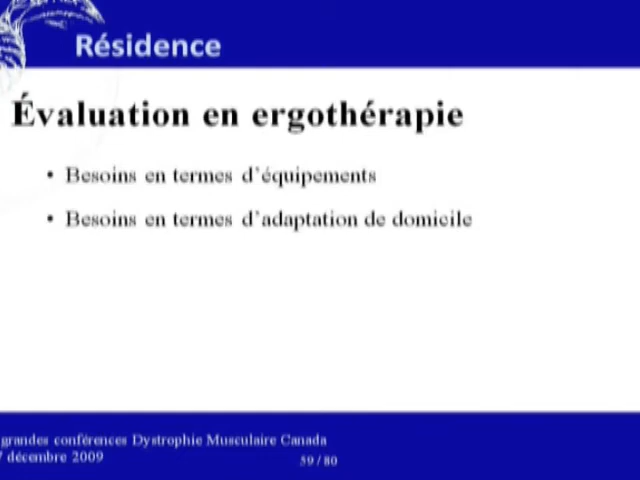 Résidence
Évaluation en ergothérapie
• Besoins en termes d'équipements
• Besoins en termes d'adaptation de domicile
grandes conférences Dystrophie Musculaire Canada
7 décembre 2009
59 / 80